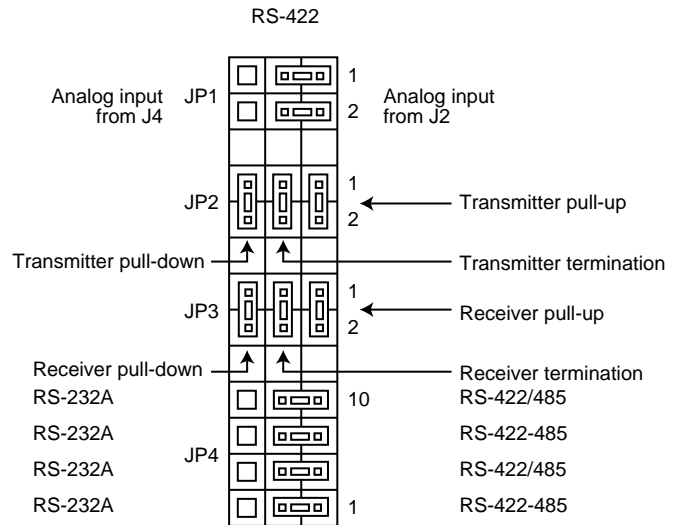 RS-422
1
Analog input
from J4
JP1
2
Analog input
from J2
JP2
1
2
Transmitter pull-up
Transmitter pull-down
Transmitter termination
JP3
1
2
Receiver pull-up
Receiver pull-down
Receiver termination
RS-232A
10
RS-422/485
RS-232A
RS-422-485
JP4
RS-232A
RS-422/485
RS-232A
1
RS-422-485